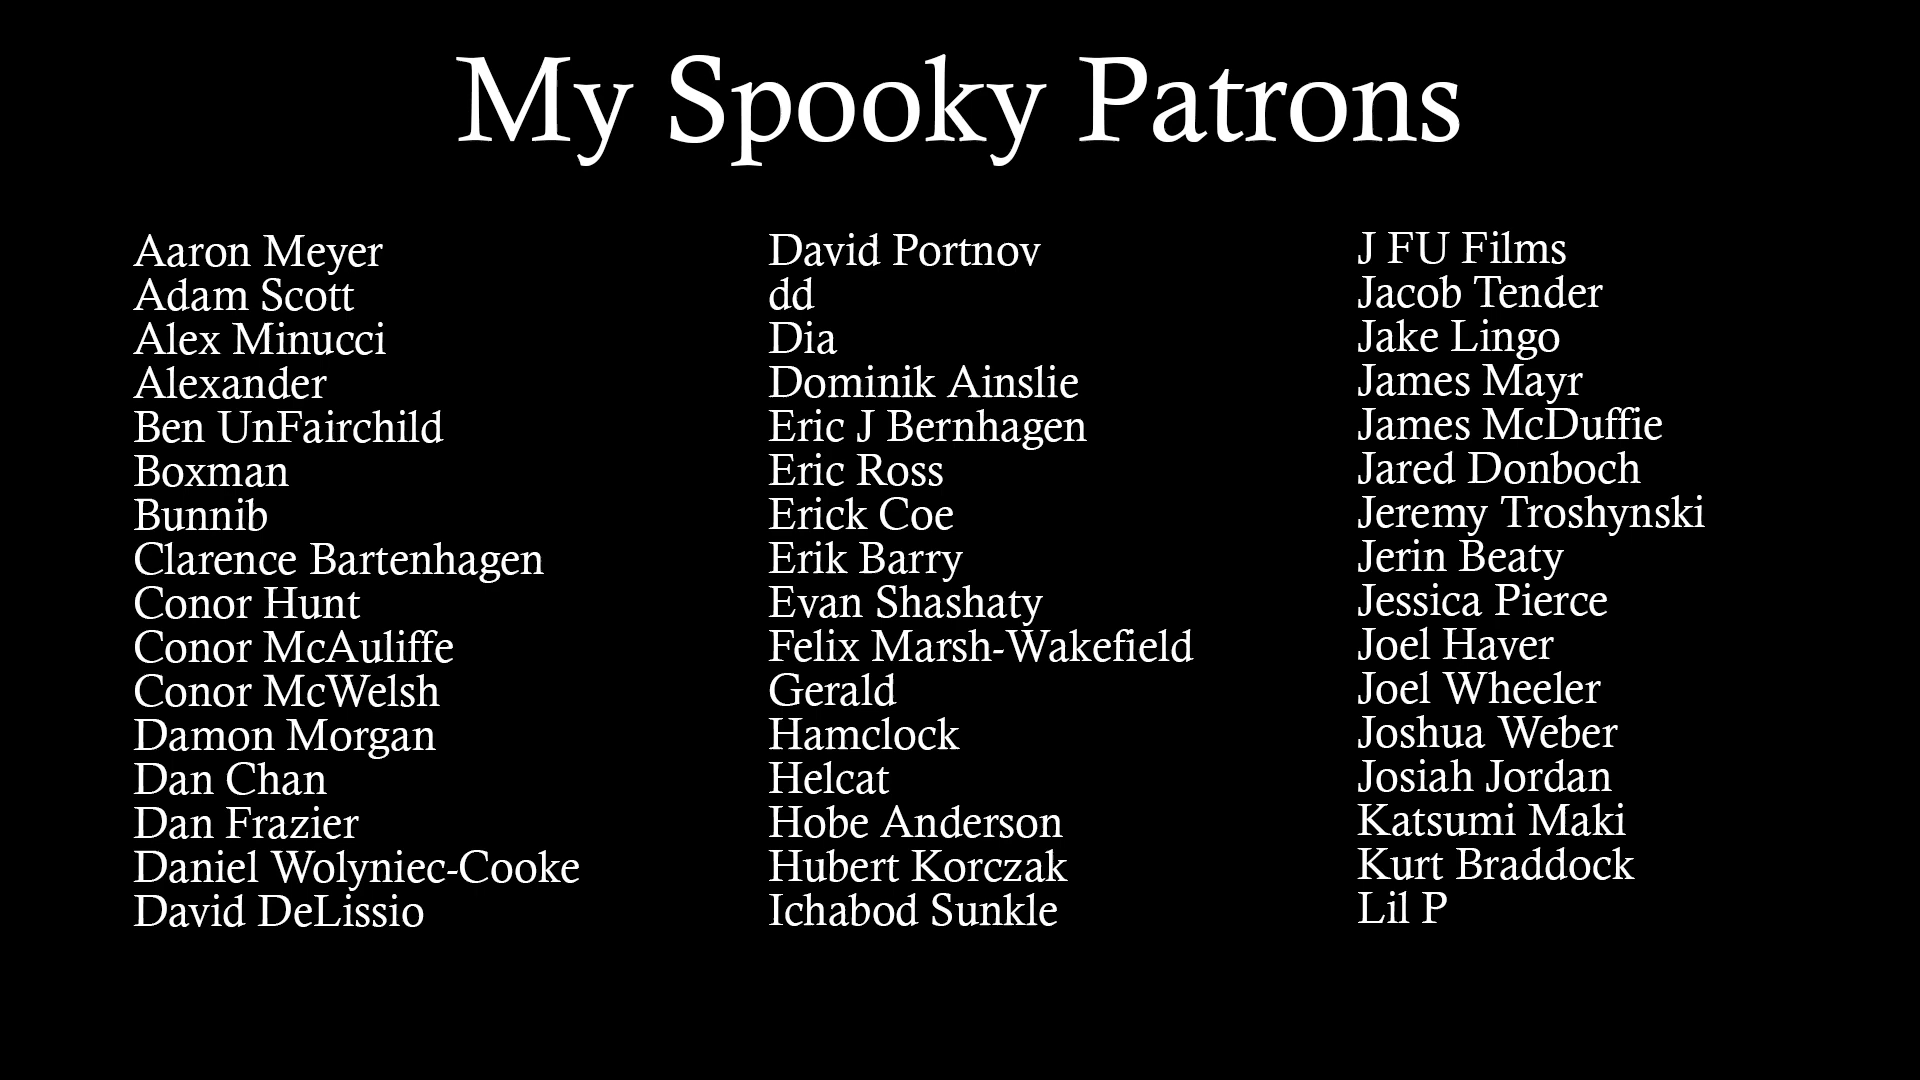 My Spooky Patrons
Aaron Meyer
Adam Scott
Alex Minucci
Alexander
Ben UnFairchild
Boxman
Bunnib
Clarence Bartenhagen
Conor Hunt
Conor McAuliffe
Conor McWelsh
Damon Morgan
Dan Chan
Dan Frazier
Daniel Wolyniec-Cooke
David DeLissio
David Portnov
dd
Dia
Dominik Ainslie
Eric J Bernhagen
Eric Ross
Erick Coe
Erik Barry
Evan Shashaty
Felix Marsh-Wakefield
Gerald
Hamclock
Helcat
Hobe Anderson
Hubert Korczak
Ichabod Sunkle
J FU Films
Jacob Tender
Jake Lingo
James Mayr
James McDuffie
Jared Donboch
Jeremy Troshynski
Jerin Beaty
Jessica Pierce
Joel Haver
Joel Wheeler
Joshua Weber
Josiah Jordan
Katsumi Maki
Kurt Braddock
Lil P